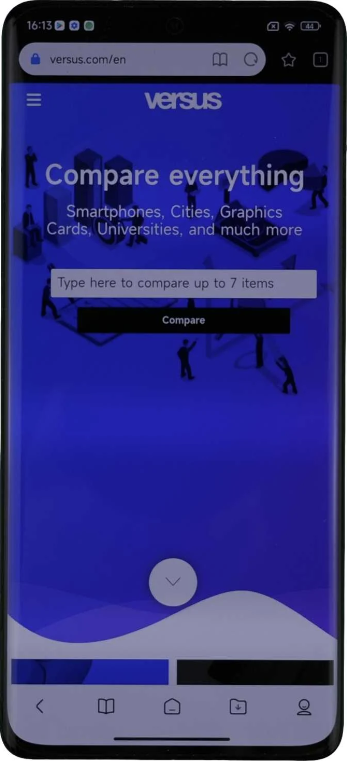 16:13 44
versus.com/en 1
versus
Compare everything
Smartphones, Cities, Graphics
Cards, Universities, and much more
Type here to compare up to 7 items
Compare